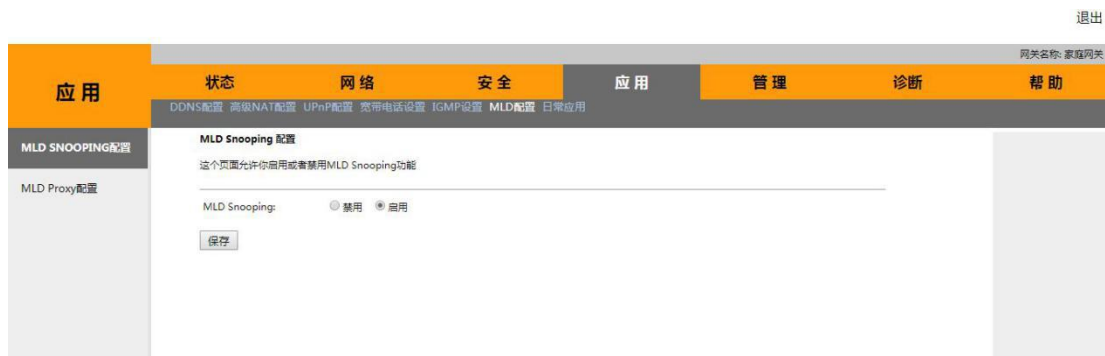 退出
网关名称: 家庭网关
应用
状态 网络 安全 应用 管理 诊断 帮助
DDNS配置 高级NAT配置 UPnP配置 宽带电话设置 IGMP设置 MLD配置 日常应用
MLD SNOOPING配置
MLD Proxy配置
MLD Snooping 配置
这个页面允许你启用或者禁用MLD Snooping功能
MLD Snooping: 禁用 启用
保存